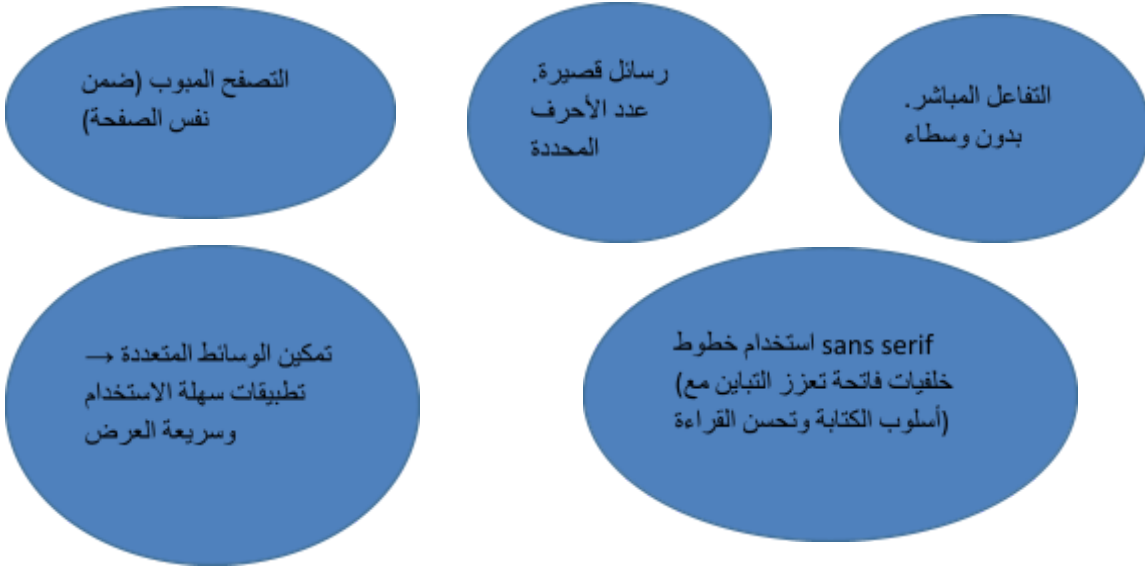 التفاعل المباشر.
بدون وسطاء
رسائل قصيرة.
عدد الأحرف
المحددة
التصفح المبوب (ضمن
نفس الصفحة)
استخدام خطوط sans serif
خلفيات فاتحة تعزز التباين مع)
(أسلوب الكتابة وتحسن القراءة
تمكين الوسائط المتعددة →
تطبيقات سهلة الاستخدام
وسريعة العرض